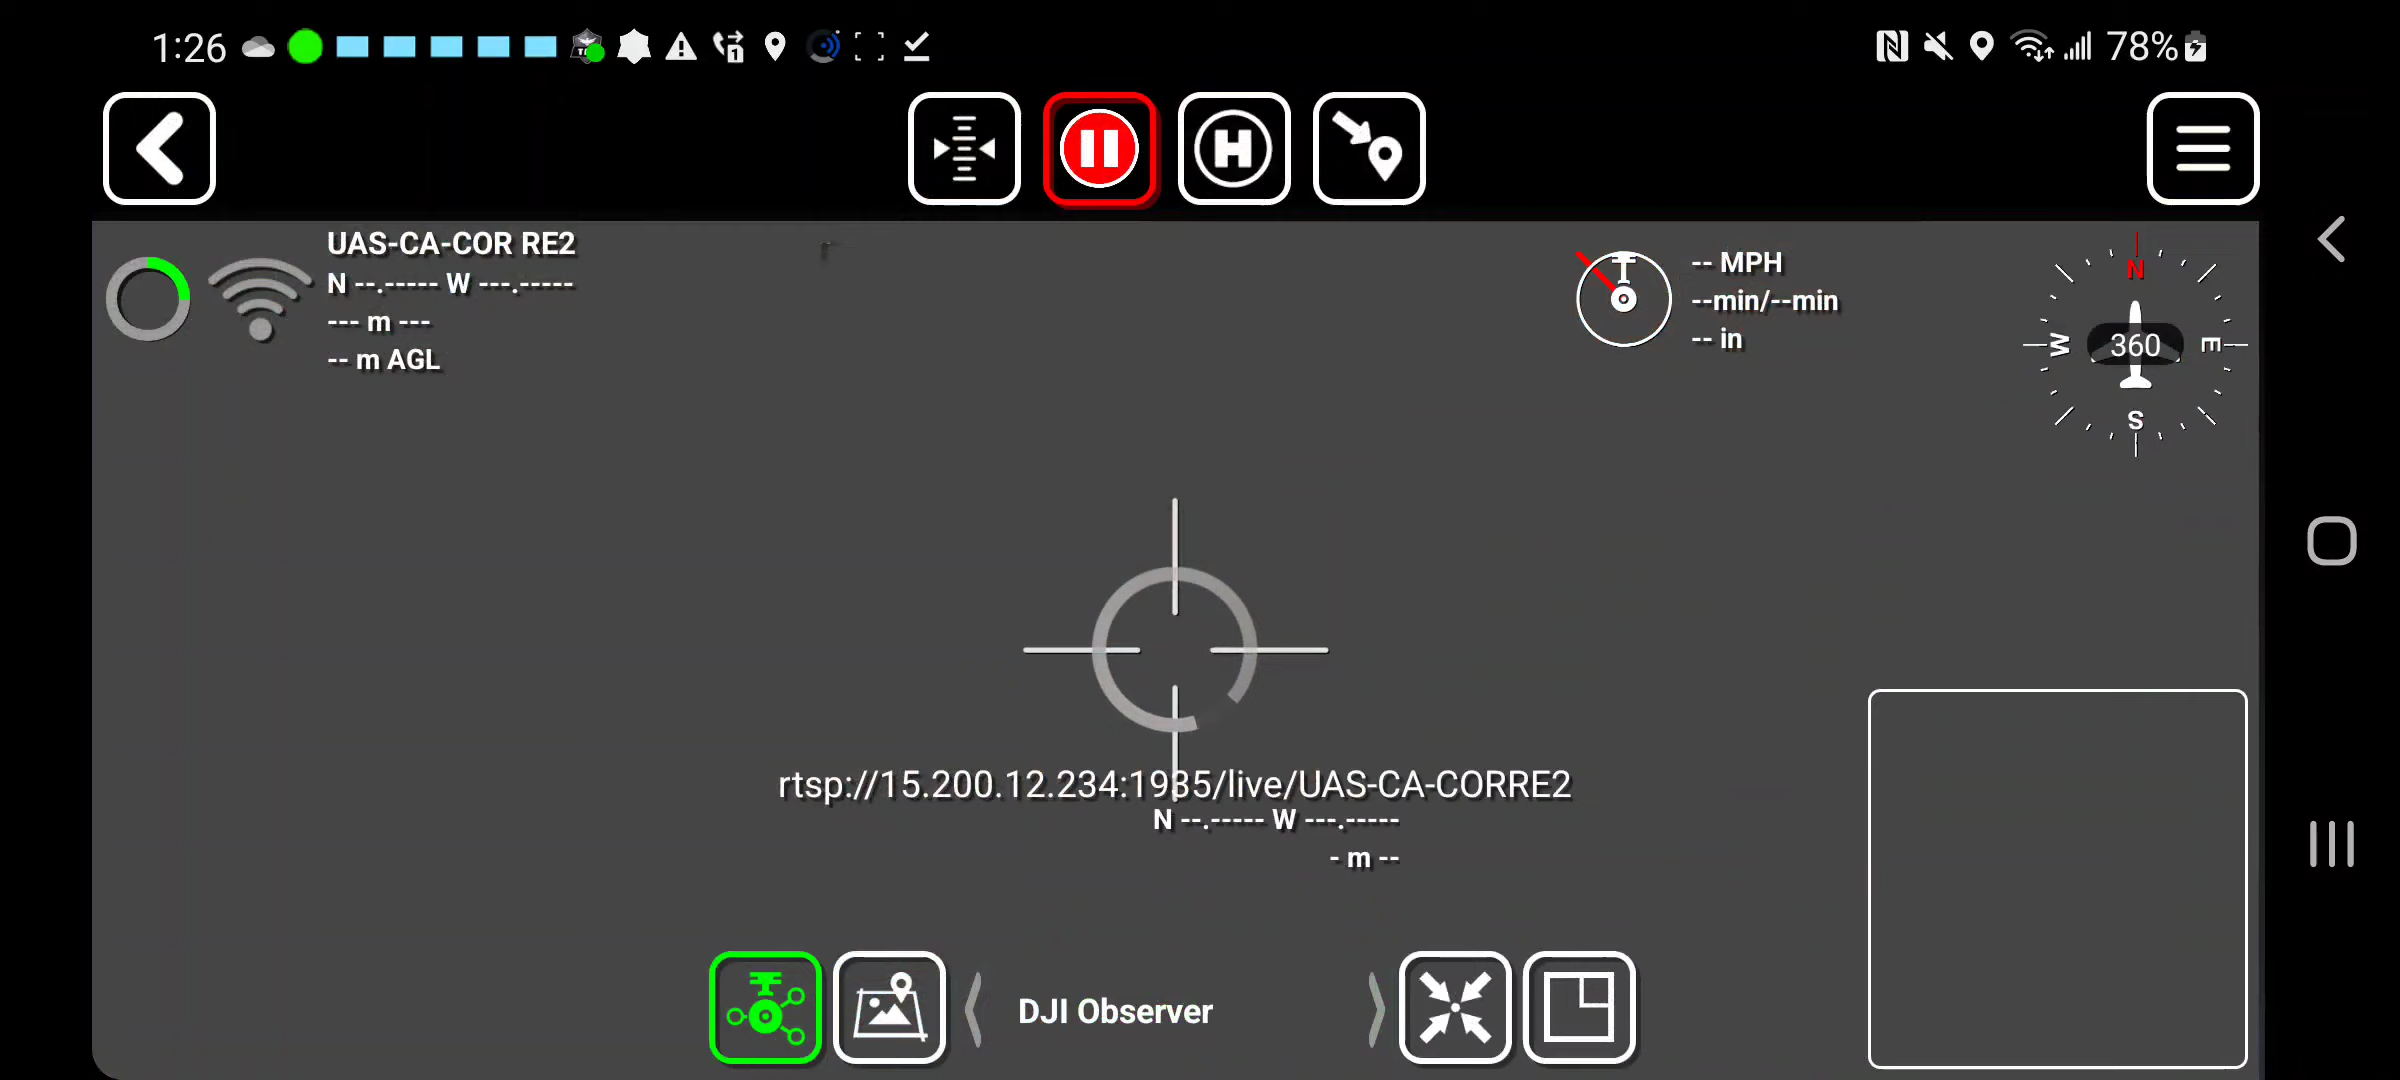 1:26
78%
UAS-CA-COR RE2
N --.----- W ---.-----
--- m ---
-- m AGL
-- MPH
--min/--min
-- in
N
W
360
E
S
rtsp://15.200.12.234:1935/live/UAS-CA-CORRE2
N --.----- W ---.-----
- m --
DJI Observer